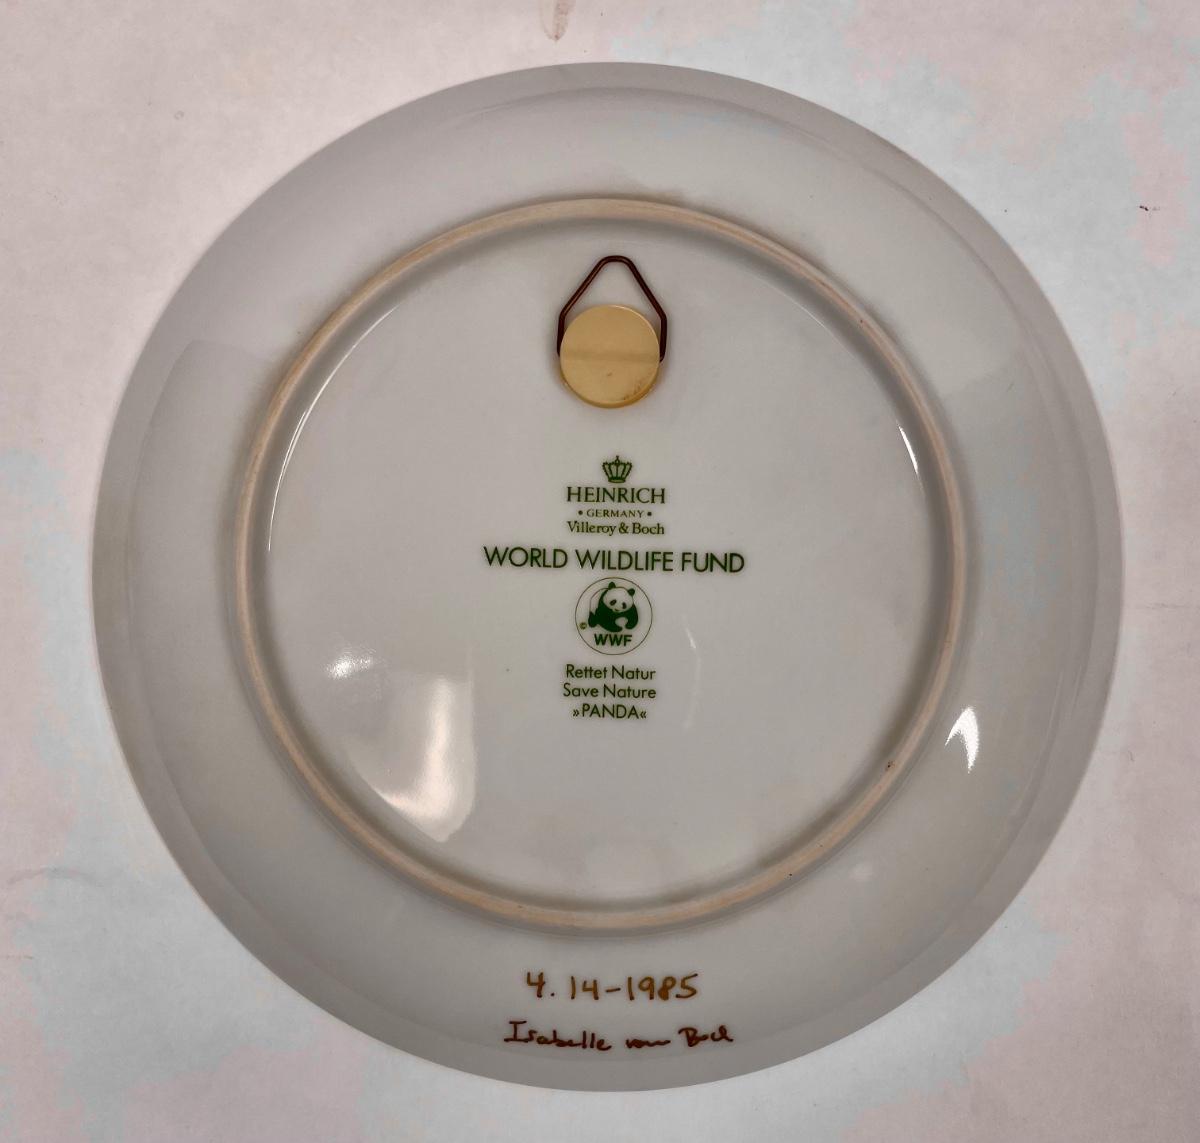 HEINRICH
• GERMANY •
Villeroy & Boch
WORLD WILDLIFE FUND
© WWF
Rettet Natur
Save Nature
»PANDA«
4.14-1985
Isabelle von Boch